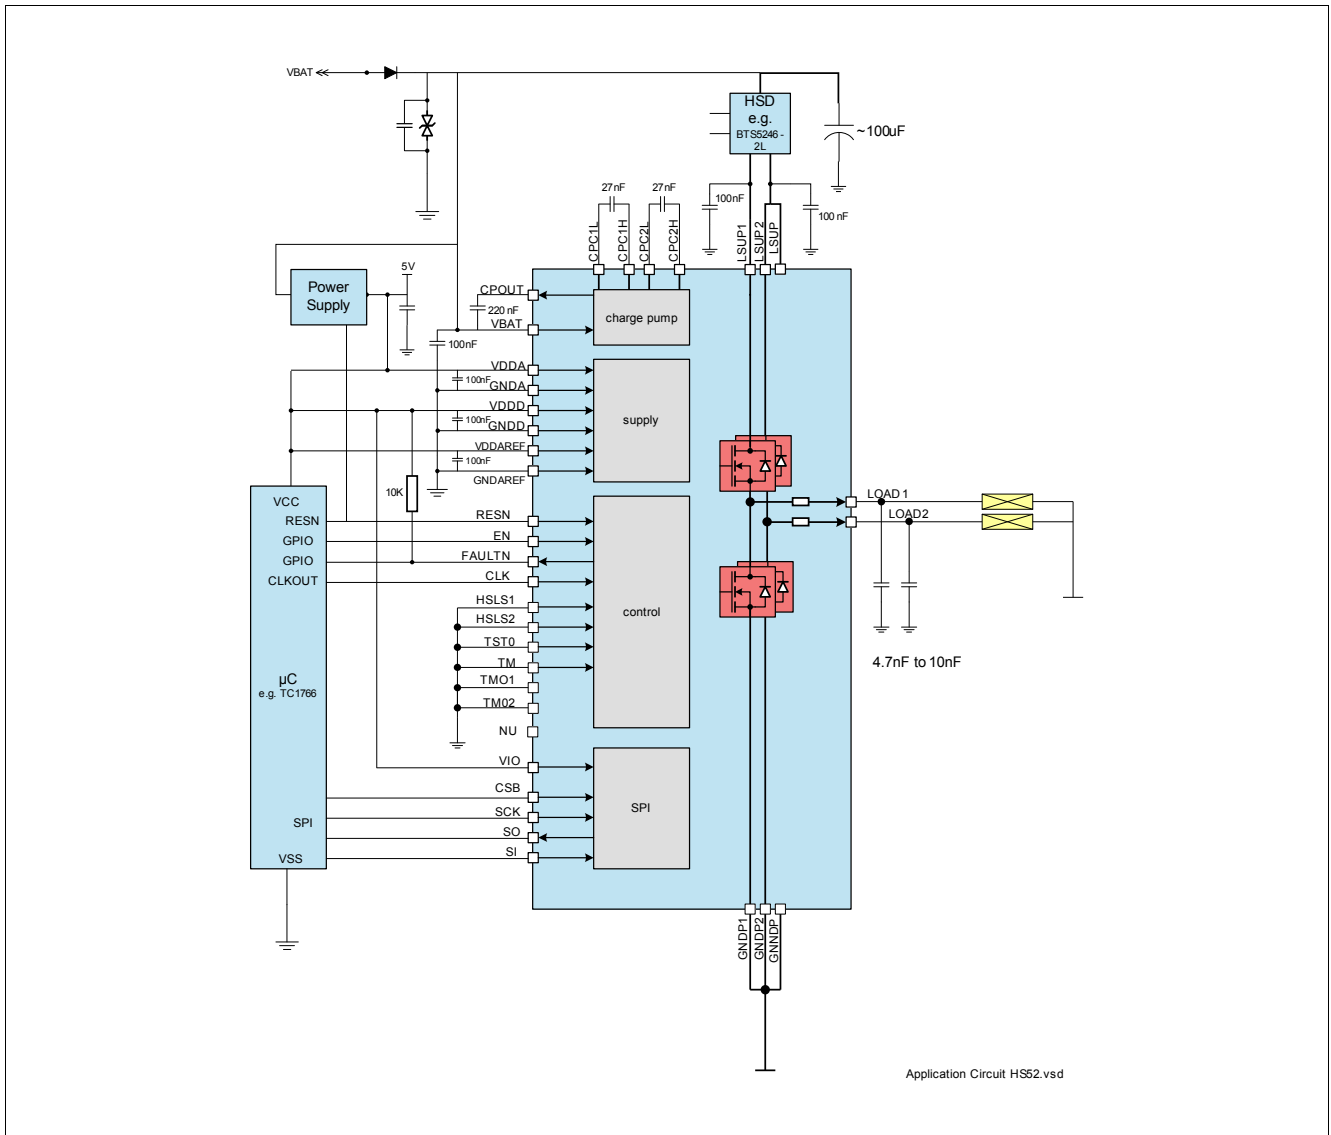 VBAT
HSD
e.g.
BTS5246 -
2L
~100uF
27nF
27nF
100nF
100 nF
CPC1L
CPC1H
CPC2L
CPC2H
LSUP1
LSUP 2
LSUP
5V
Power
Supply
CPOUT
220 nF
VBAT
100nF
charge pump
VDDA
100nF
GNDA
VDDD
100nF
GNDD
VDDAREF
100nF
GNDAREF
supply
10K
VCC
RESN
GPIO
GPIO
CLKOUT
µC
e.g. TC1766
SPI
VSS
RESN
EN
FAULTN
CLK
HSLS1
HSLS2
TST0
TM
TMO1
TM02
NU
control
LOAD1
LOAD2
4.7nF to 10nF
VIO
CSB
SCK
SO
SI
SPI
GNDP1
GNDP2
GNNDP
Application Circuit HS52.vsd